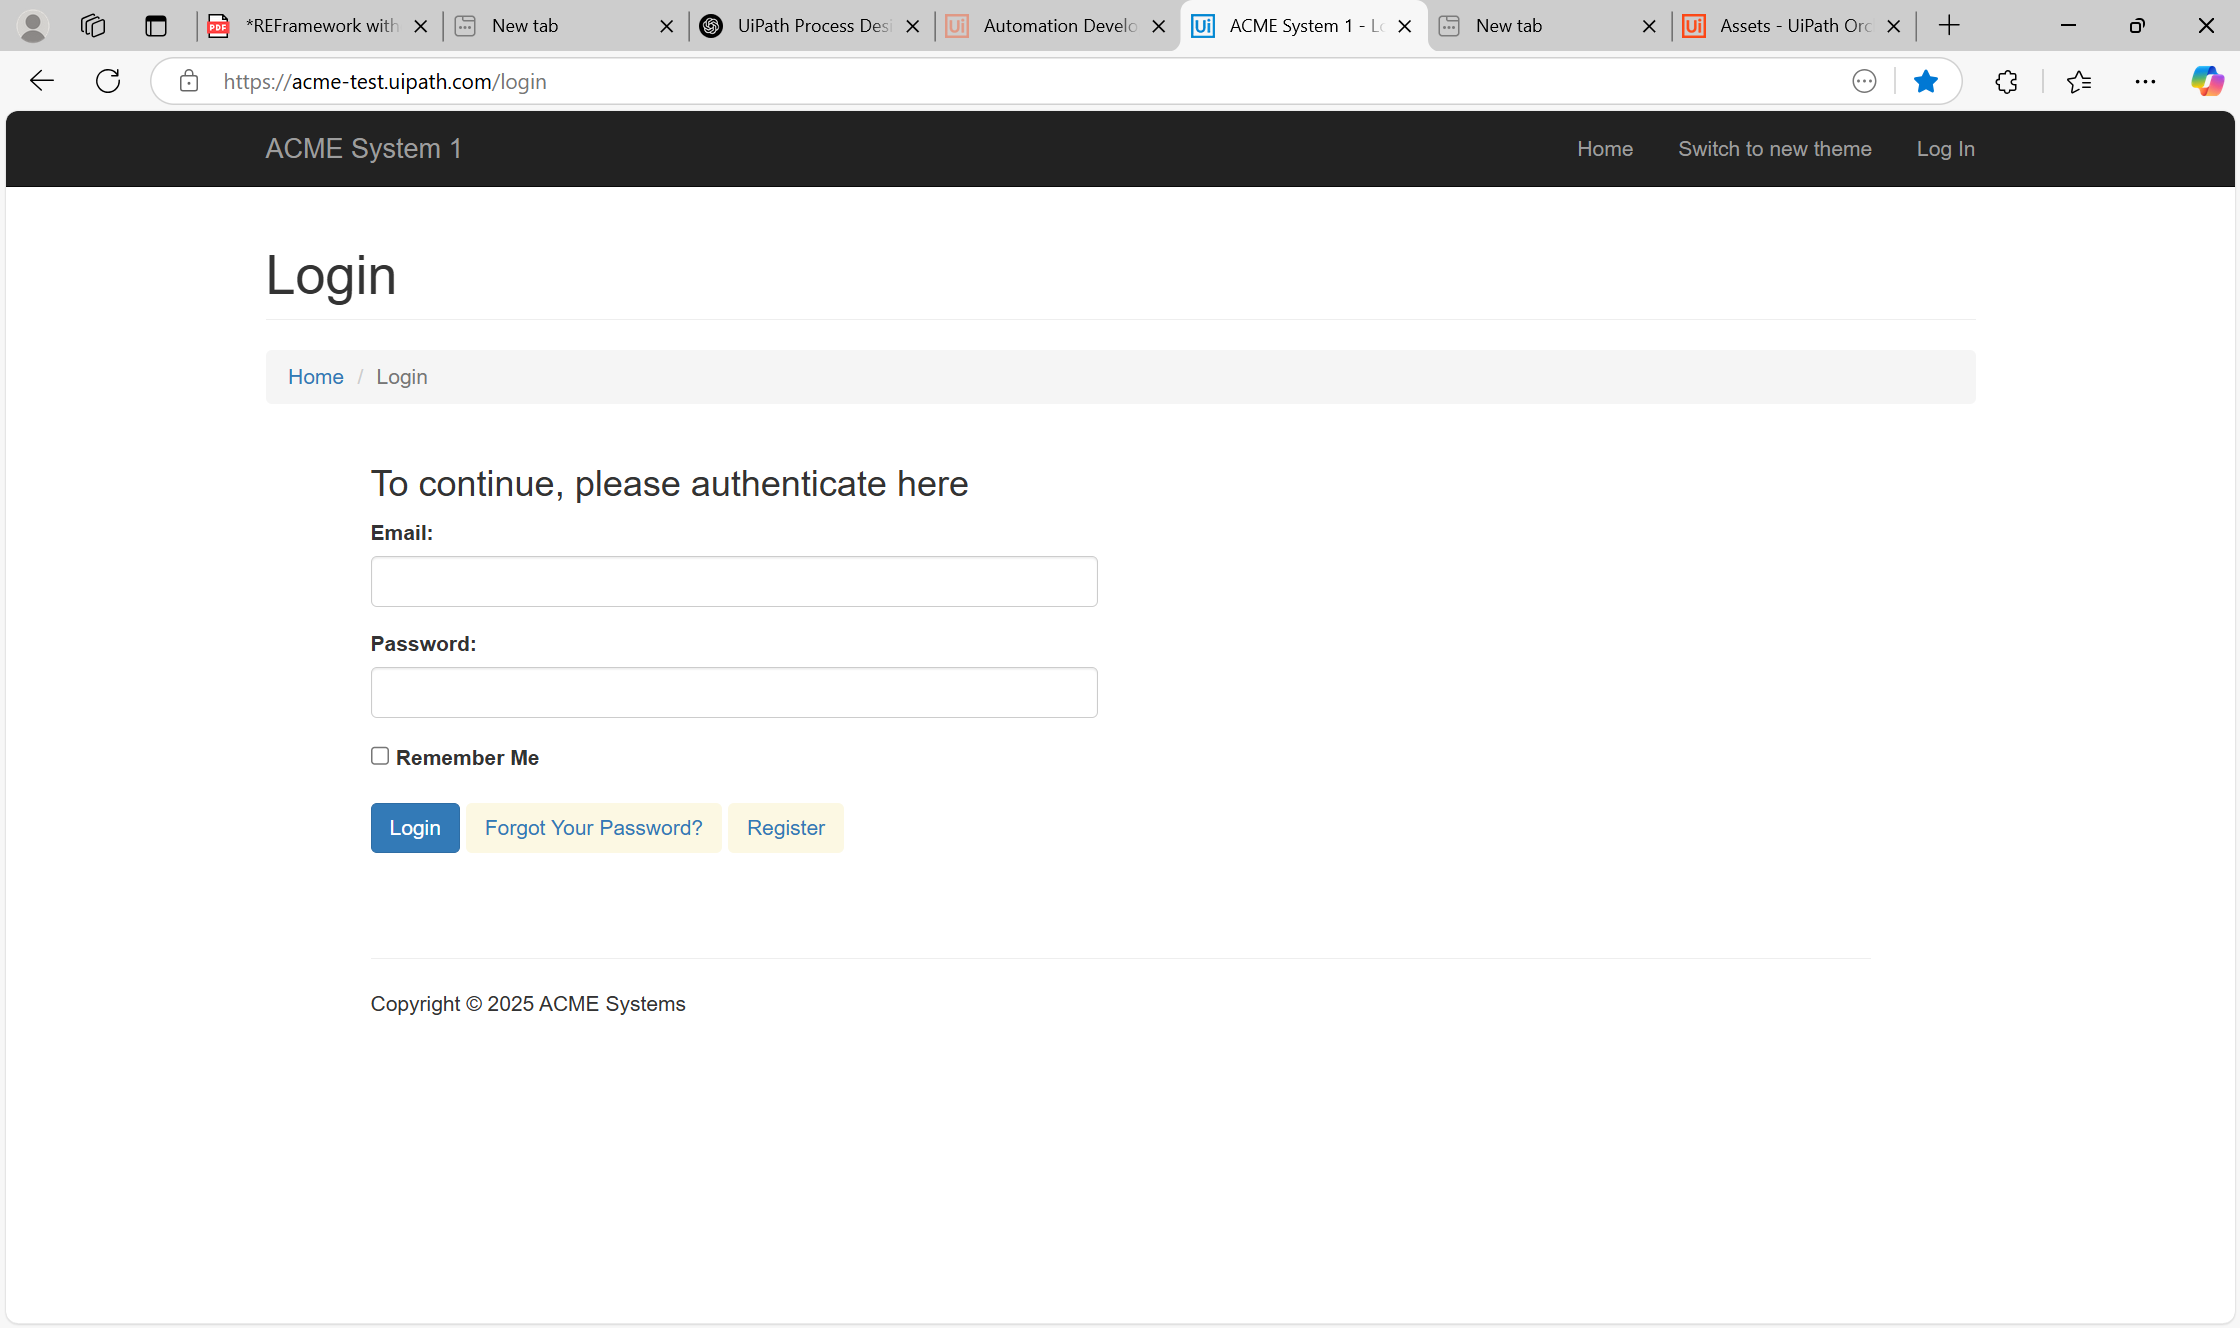 *REFramework with
New tab
UiPath Process Desi
Automation Develo
ACME System 1 - Lo
New tab
Assets - UiPath Orc
https://acme-test.uipath.com/login
ACME System 1
Home
Switch to new theme
Log In
Login
Home / Login
To continue, please authenticate here
Email:
Password:
Remember Me
Login
Forgot Your Password?
Register
Copyright © 2025 ACME Systems